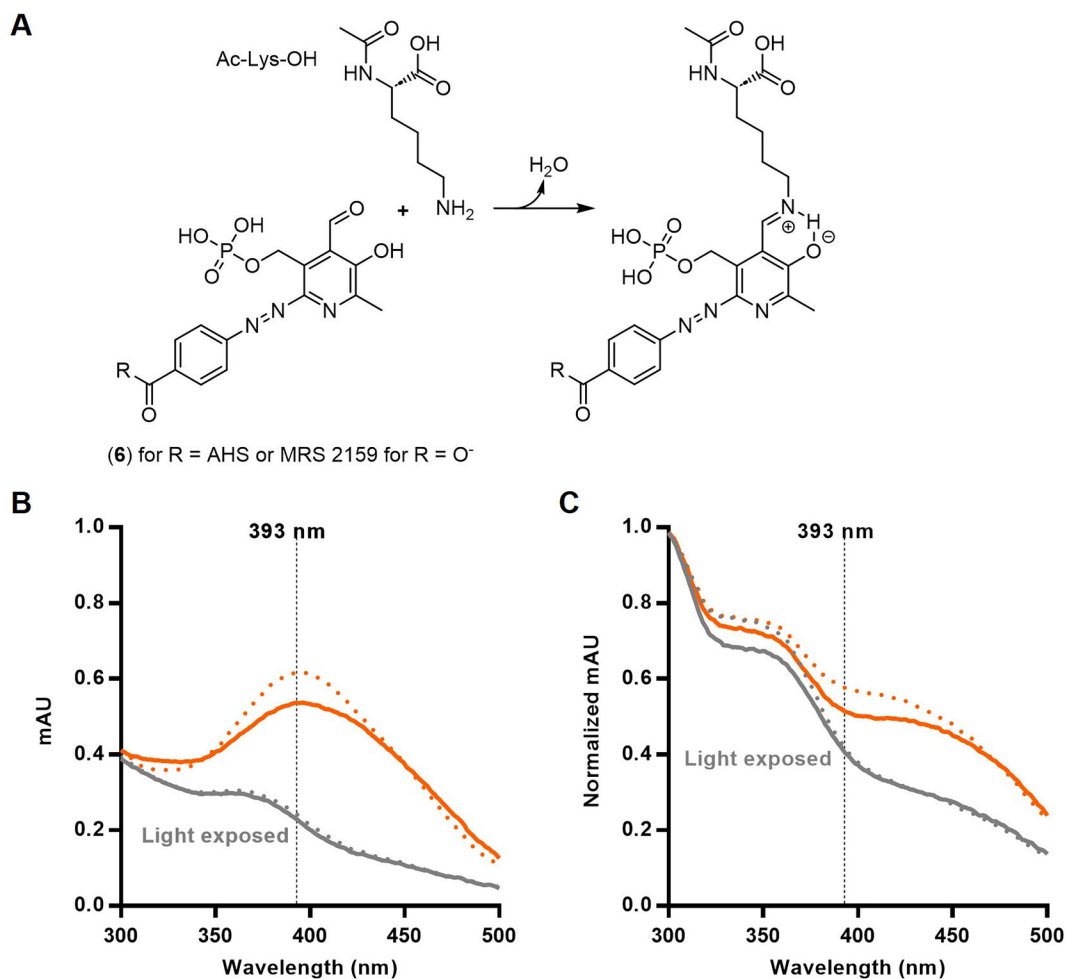 A
Ac-Lys-OH
O
OH
HN
O
NH2
+
H2O
OH
HO
P
O
O
O
OH
N
N
N
R
O
O
OH
HN
O
N
H
⊕
⊖
O
O
HO
P
HO
O
N
N
N
R
O
(6) for R = AHS or MRS 2159 for R = O-
B
393 nm
1.0
0.8
0.6
0.4
0.2
0.0
mAU
Light exposed
300
350
400
450
500
Wavelength (nm)
C
393 nm
1.0
0.8
0.6
0.4
0.2
0.0
Normalized mAU
Light exposed
300
350
400
450
500
Wavelength (nm)